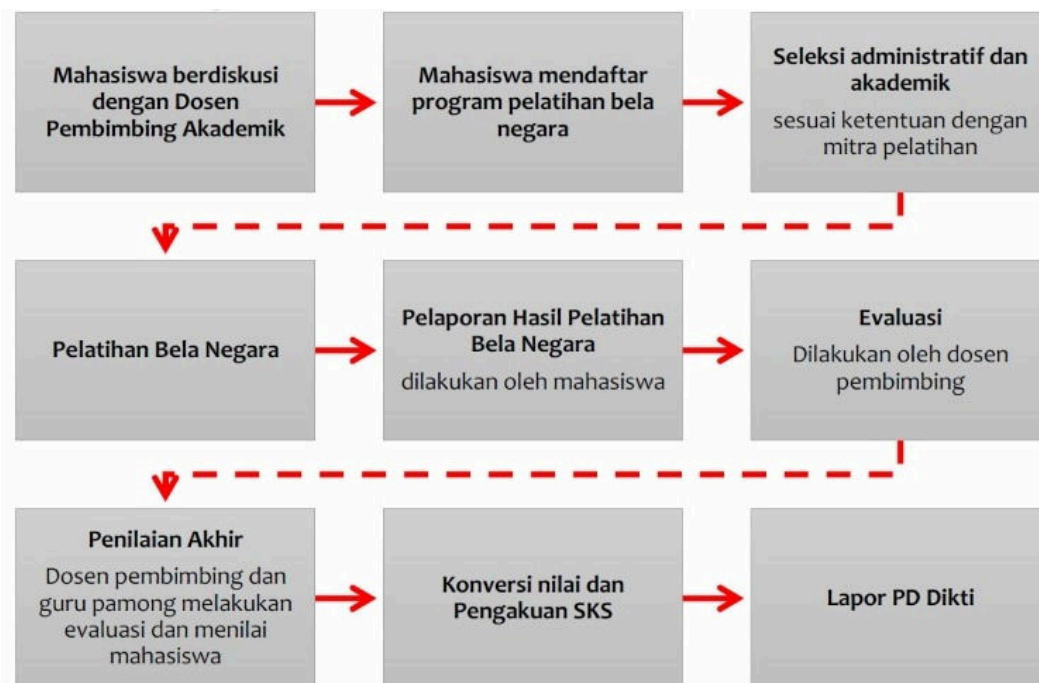 Mahasiswa berdiskusi
dengan Dosen
Pembimbing Akademik
Mahasiswa mendaftar
program pelatihan bela
negara
Seleksi administratif dan
akademik
sesuai ketentuan dengan
mitra pelatihan
Pelatihan Bela Negara
Pelaporan Hasil Pelatihan
Bela Negara
dilakukan oleh mahasiswa
Evaluasi
Dilakukan oleh dosen
pembimbing
Penilaian Akhir
Dosen pembimbing dan
guru pamong melakukan
evaluasi dan menilai
mahasiswa
Konversi nilai dan
Pengakuan SKS
Lapor PD Dikti